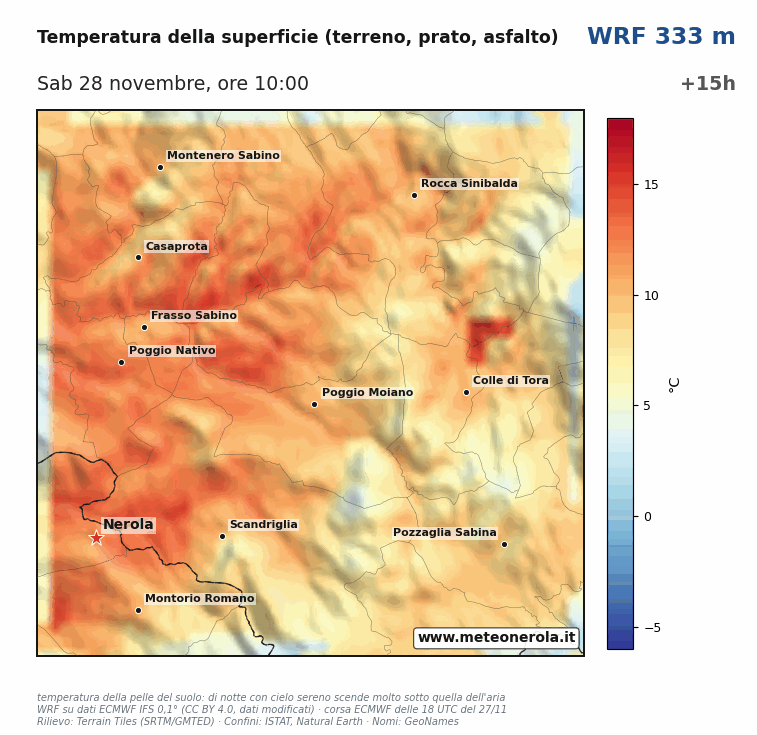 Temperatura della superficie (terreno, prato, asfalto) WRF 333 m
Sab 28 novembre, ore 10:00 +15h
Montenero Sabino
Rocca Sinibalda
Casaprota
Frasso Sabino
Poggio Nativo
Colle di Tora
Poggio Moiano
Nerola
Scandriglia
Pozzaglia Sabina
Montorio Romano
www.meteonerola.it
15
10
5
0
−5
°C
temperatura della pelle del suolo: di notte con cielo sereno scende molto sotto quella dell'aria
WRF su dati ECMWF IFS 0,1° (CC BY 4.0, dati modificati) · corsa ECMWF delle 18 UTC del 27/11
Rilievo: Terrain Tiles (SRTM/GMTED) · Confini: ISTAT, Natural Earth · Nomi: GeoNames